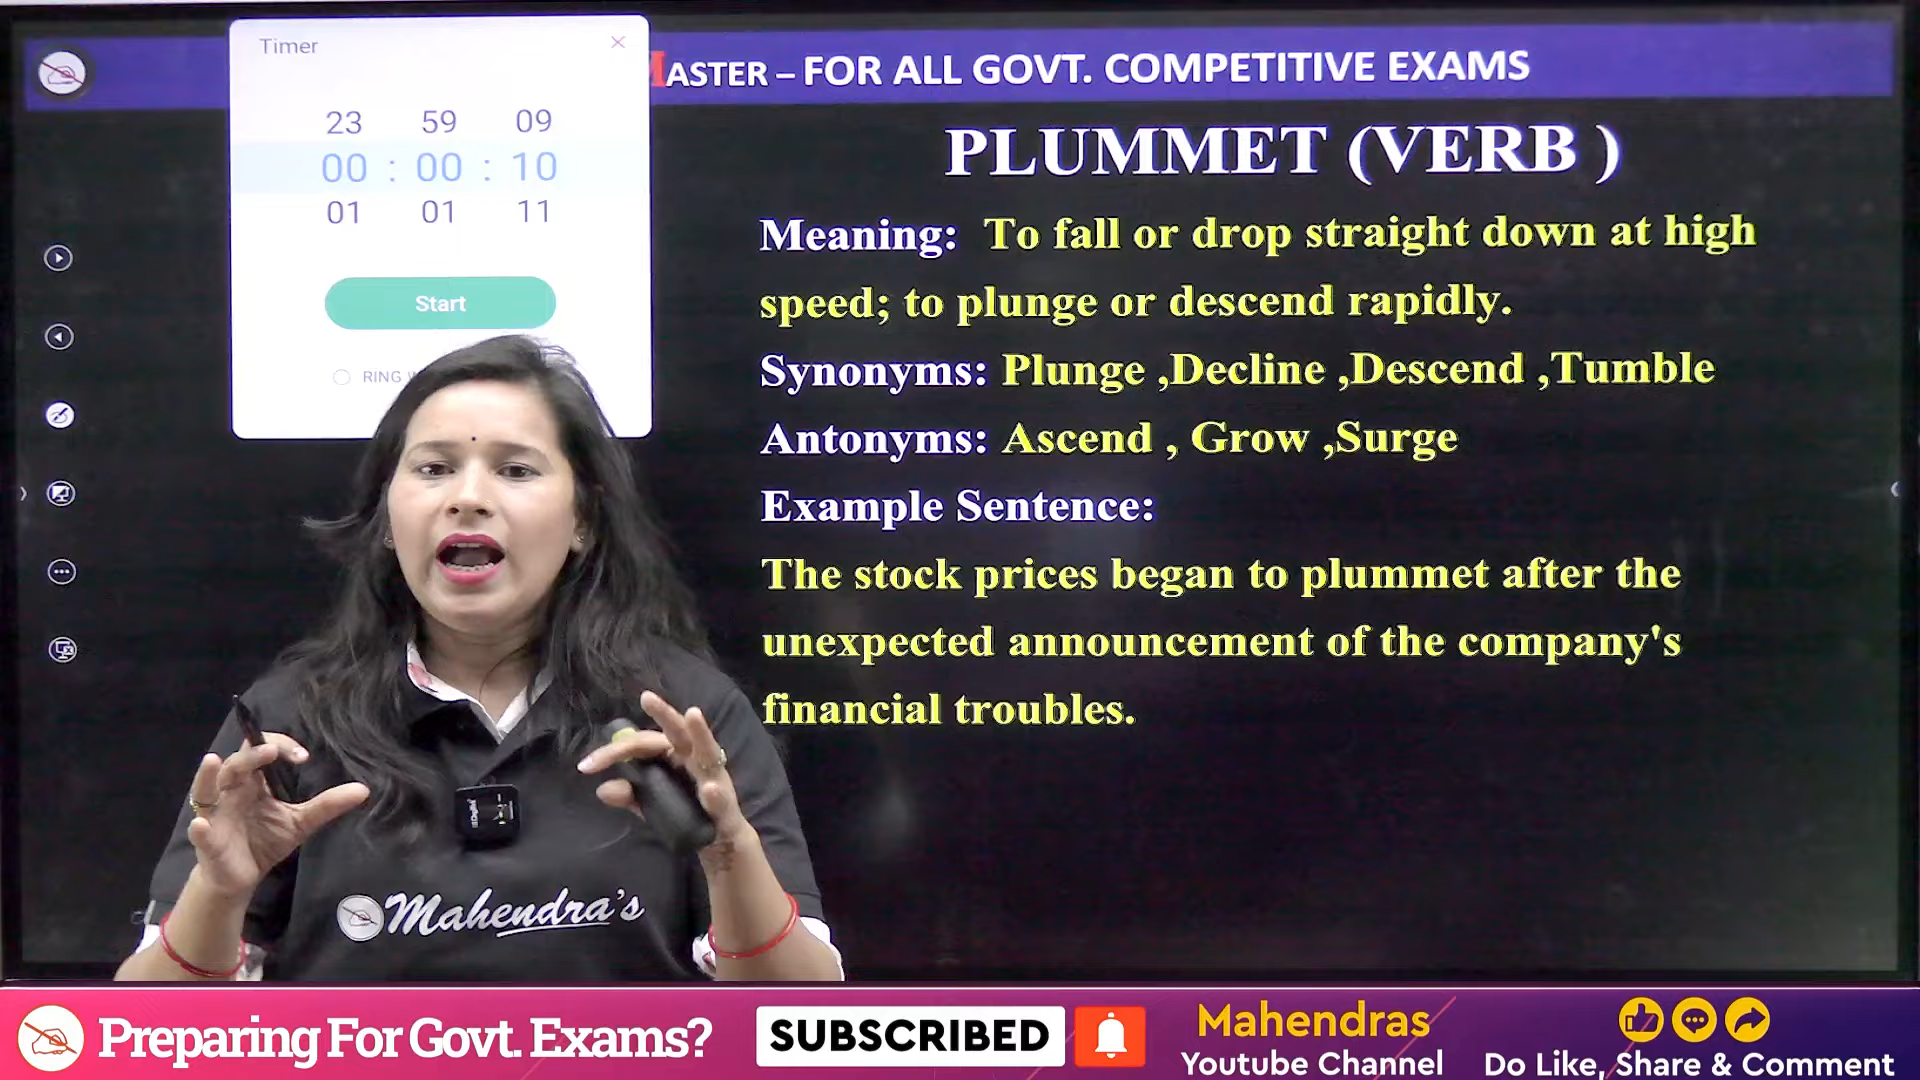 Timer
MASTER – FOR ALL GOVT. COMPETITIVE EXAMS
23 59 09
00 : 00 : 10
01 01 11
Start
RING
PLUMMET (VERB )
Meaning: To fall or drop straight down at high
speed; to plunge or descend rapidly.
Synonyms: Plunge ,Decline ,Descend ,Tumble
Antonyms: Ascend , Grow ,Surge
Example Sentence:
The stock prices began to plummet after the
unexpected announcement of the company's
financial troubles.
Mahendra's
Preparing For Govt. Exams?
SUBSCRIBED
Mahendras
Youtube Channel
Do Like, Share & Comment